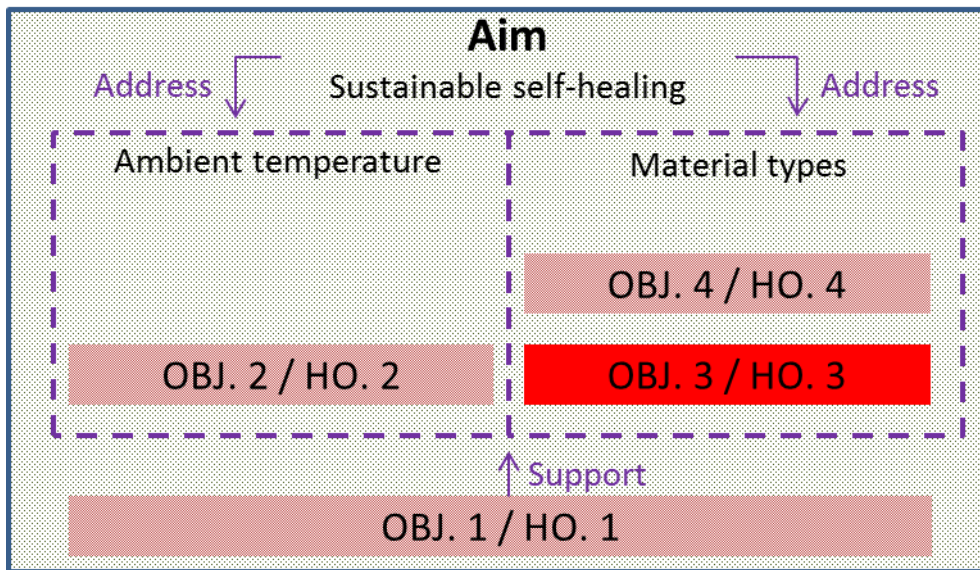 Aim
Address
Sustainable self-healing
Address
Ambient temperature
Material types
OBJ. 4 / HO. 4
OBJ. 2 / HO. 2
OBJ. 3 / HO. 3
Support
OBJ. 1 / HO. 1